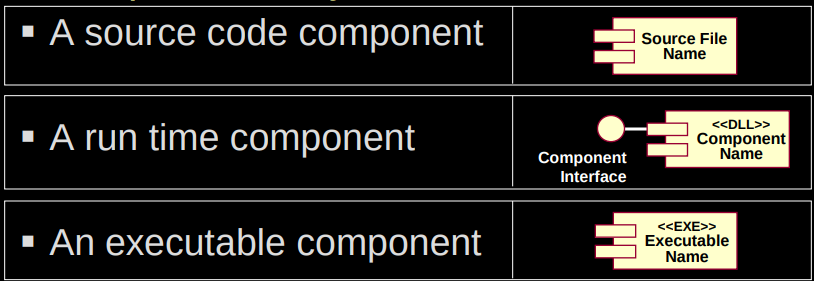 ▪ A source code component
Source File
Name
▪ A run time component
<<DLL>>
Component
Name
Component
Interface
▪ An executable component
<<EXE>>
Executable
Name